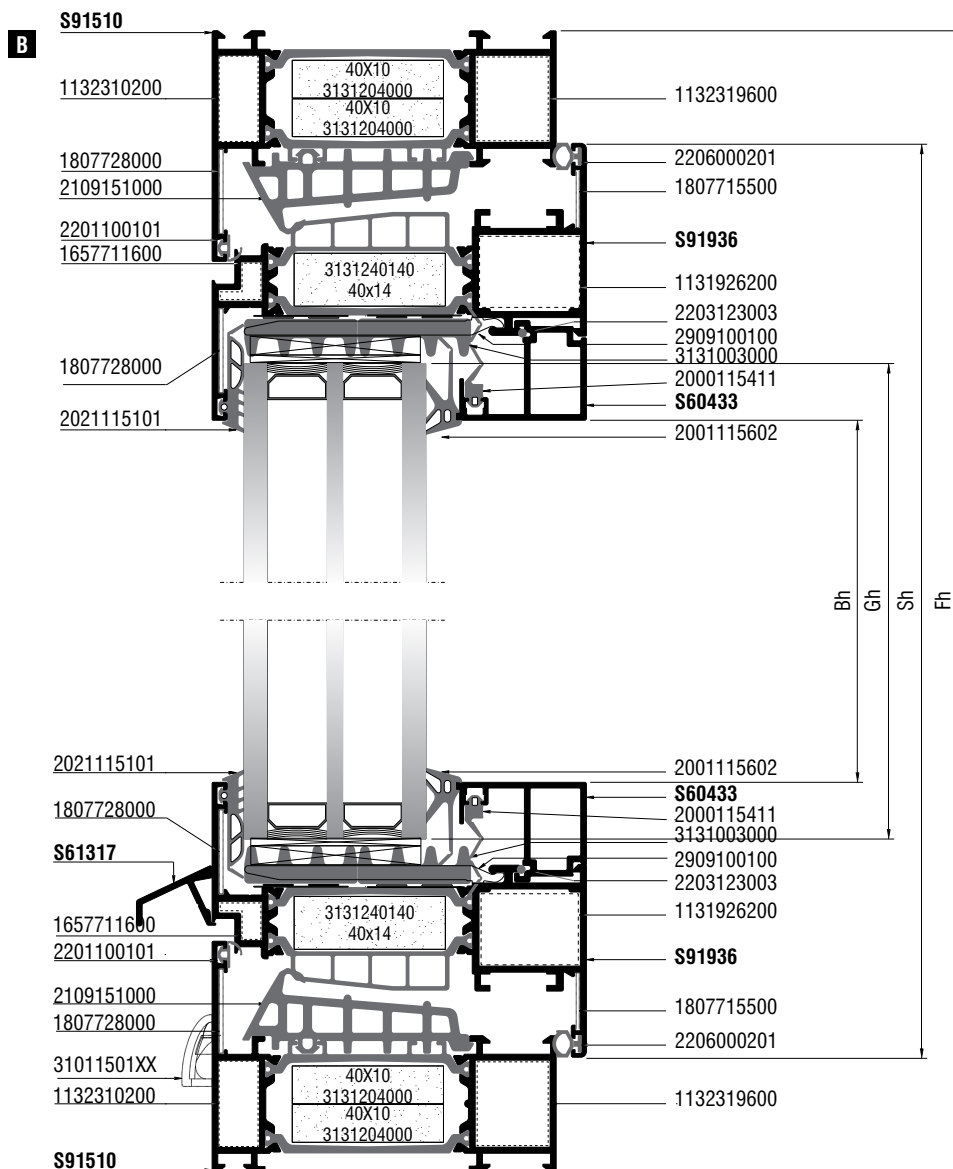 B
S91510
1132310200
1807728000
2109151000
2201100101
1657711600
1807728000
2021115101
40X10
3131204000
40X10
3131204000
3131240140
40x14
1132319600
2206000201
1807715500
S91936
1131926200
2203123003
2909100100
3131003000
2000115411
S60433
2001115602
Bh
Gh
Sh
Fh
2021115101
1807728000
S61317
1657711600
2201100101
2109151000
1807728000
31011501XX
1132310200
S91510
3131240140
40x14
40X10
3131204000
40X10
3131204000
2001115602
S60433
2000115411
3131003000
2909100100
2203123003
1131926200
S91936
1807715500
2206000201
1132319600